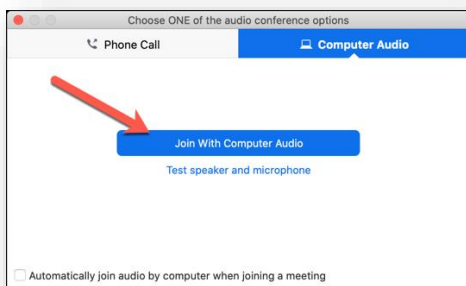 Choose ONE of the audio conference options
Phone Call
Computer Audio
Join With Computer Audio
Test speaker and microphone
Automatically join audio by computer when joining a meeting